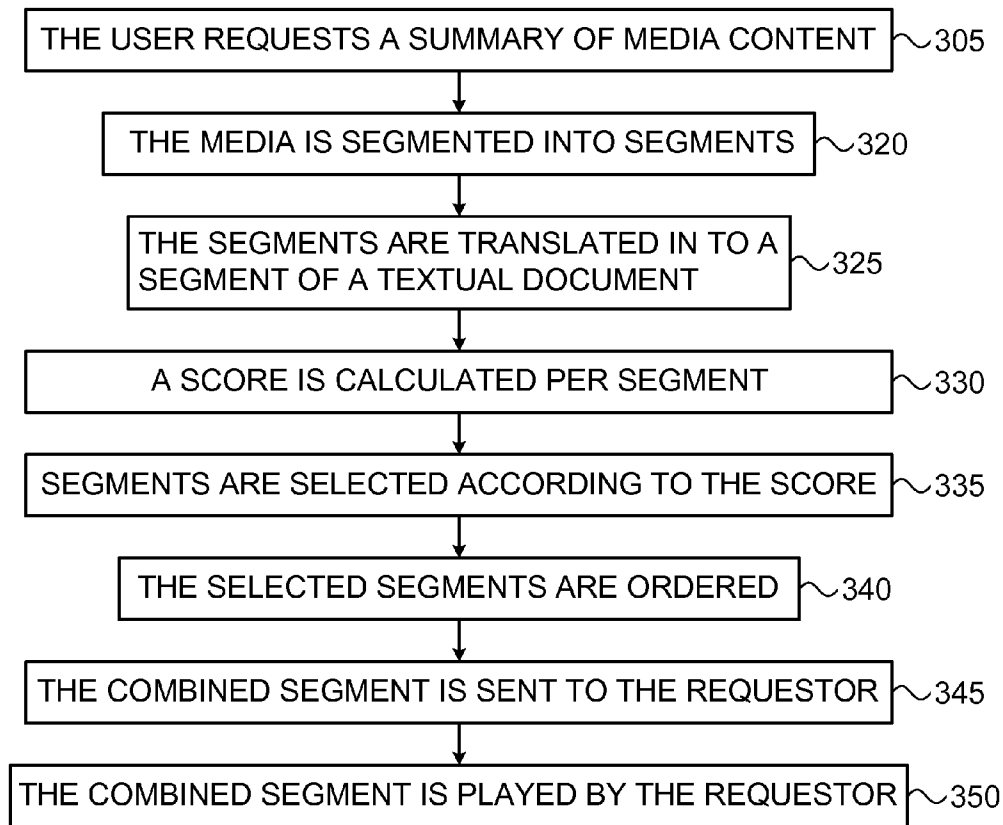 THE USER REQUESTS A SUMMARY OF MEDIA CONTENT 305
THE MEDIA IS SEGMENTED INTO SEGMENTS 320
THE SEGMENTS ARE TRANSLATED IN TO A
SEGMENT OF A TEXTUAL DOCUMENT 325
A SCORE IS CALCULATED PER SEGMENT 330
SEGMENTS ARE SELECTED ACCORDING TO THE SCORE 335
THE SELECTED SEGMENTS ARE ORDERED 340
THE COMBINED SEGMENT IS SENT TO THE REQUESTOR 345
THE COMBINED SEGMENT IS PLAYED BY THE REQUESTOR 350